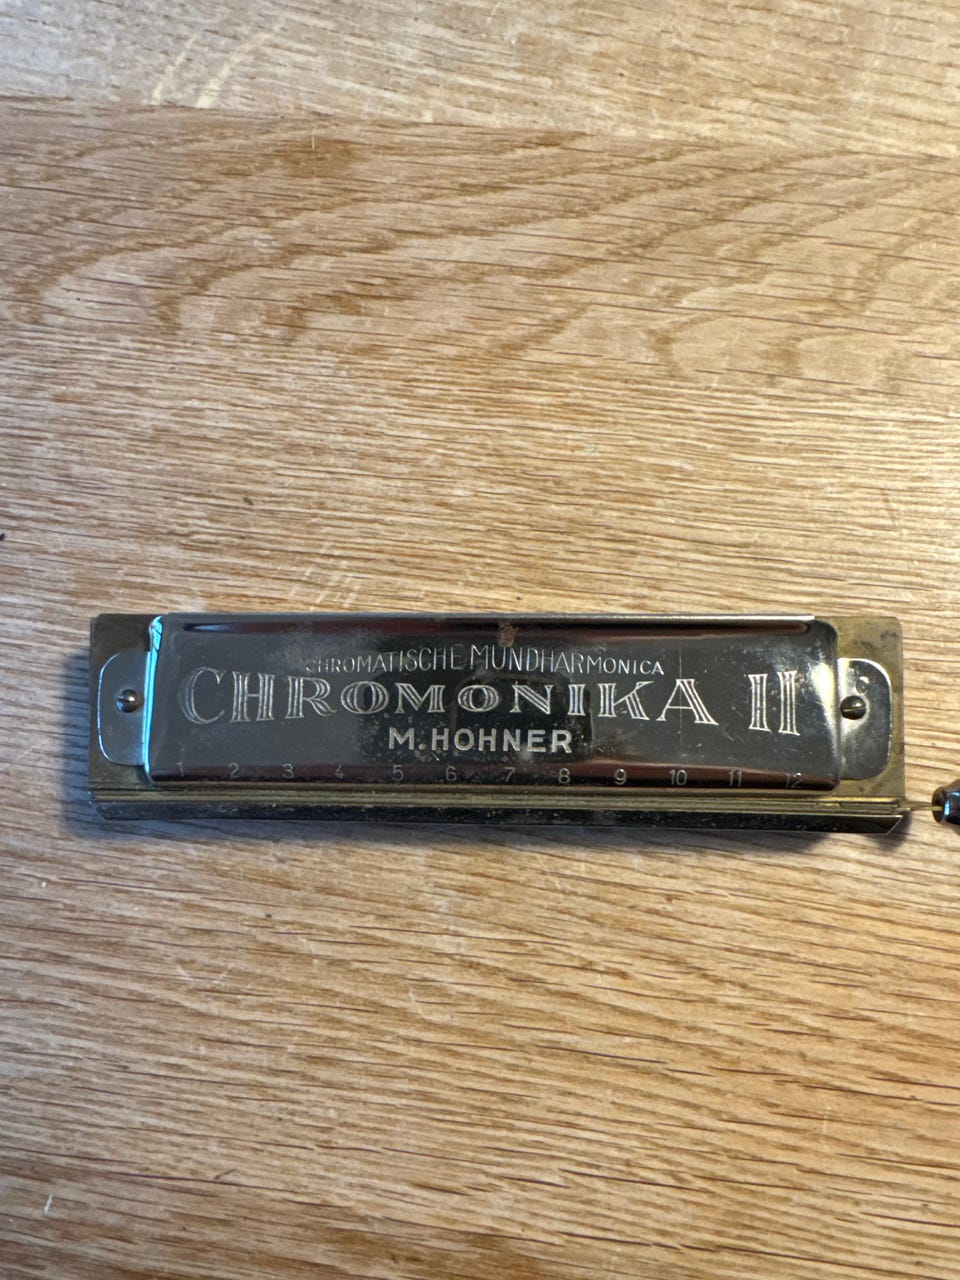 CHROMATISCHE MUNDHARMONICA
CHROMONIKA II
M. HOHNER
1 2 3 4 5 6 7 8 9 10 11 12